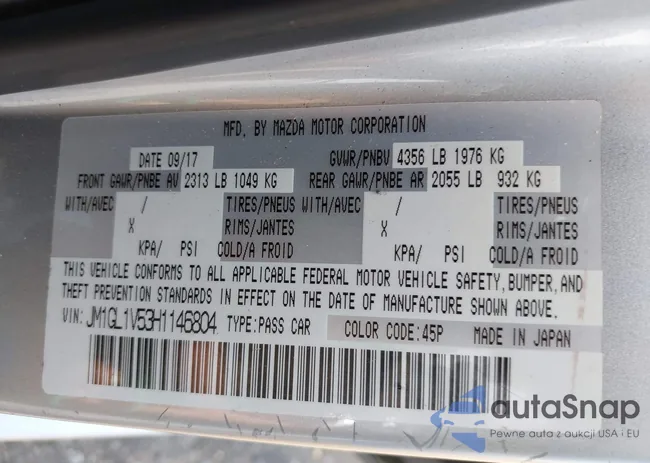 MFD. BY MAZDA MOTOR CORPORATION
DATE 09/17 GVWR/PNBV 4356 LB 1976 KG
FRONT GAWR/PNBE AV 2313 LB 1049 KG REAR GAWR/PNBE AR 2055 LB 932 KG
WITH/AVEC / TIRES/PNEUS WITH/AVEC / TIRES/PNEUS
X RIMS/JANTES X RIMS/JANTES
KPA/ PSI COLD/A FROID KPA/ PSI COLD/A FROID
THIS VEHICLE CONFORMS TO ALL APPLICABLE FEDERAL MOTOR VEHICLE SAFETY, BUMPER, AND
THEFT PREVENTION STANDARDS IN EFFECT ON THE DATE OF MANUFACTURE SHOWN ABOVE.
VIN: JM1GL1V53H1146804 TYPE:PASS CAR COLOR CODE:45P MADE IN JAPAN
autaSnap
Pewne auta z aukcji USA i EU